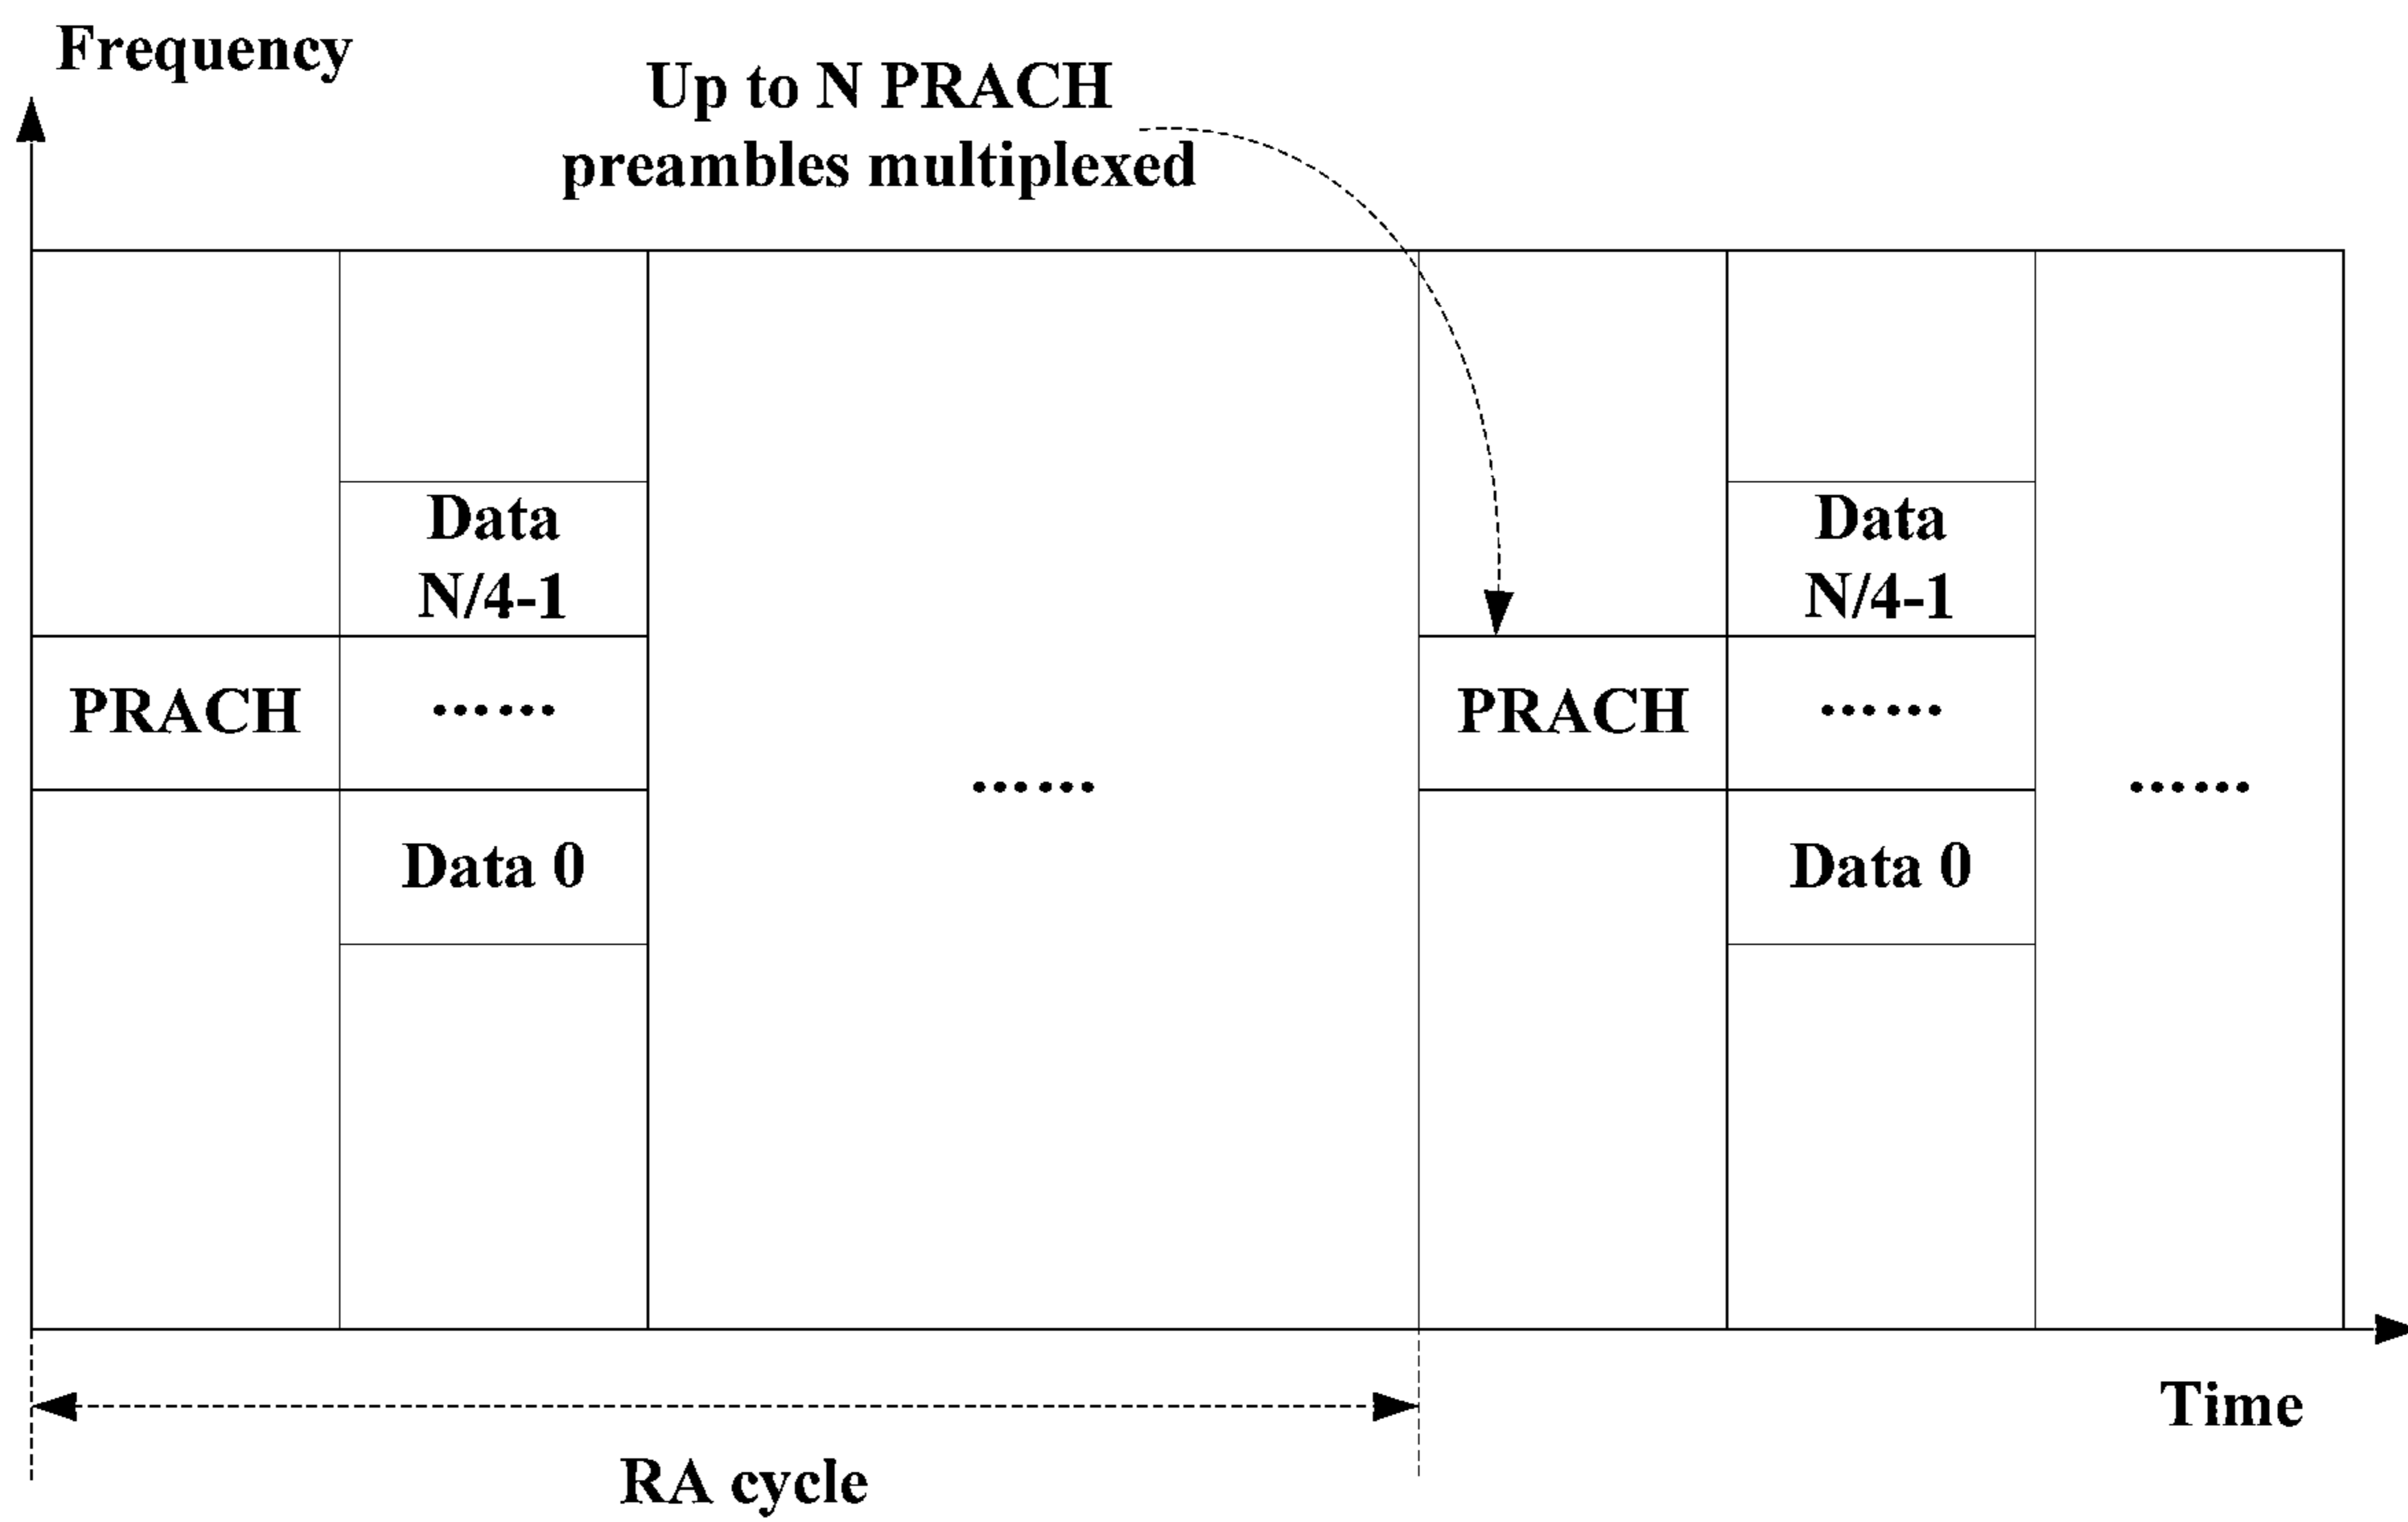 Frequency
Up to N PRACH
preambles multiplexed
Data
N/4-1
Data
N/4-1
PRACH
......
PRACH
......
......
......
Data 0
Data 0
Time
RA cycle